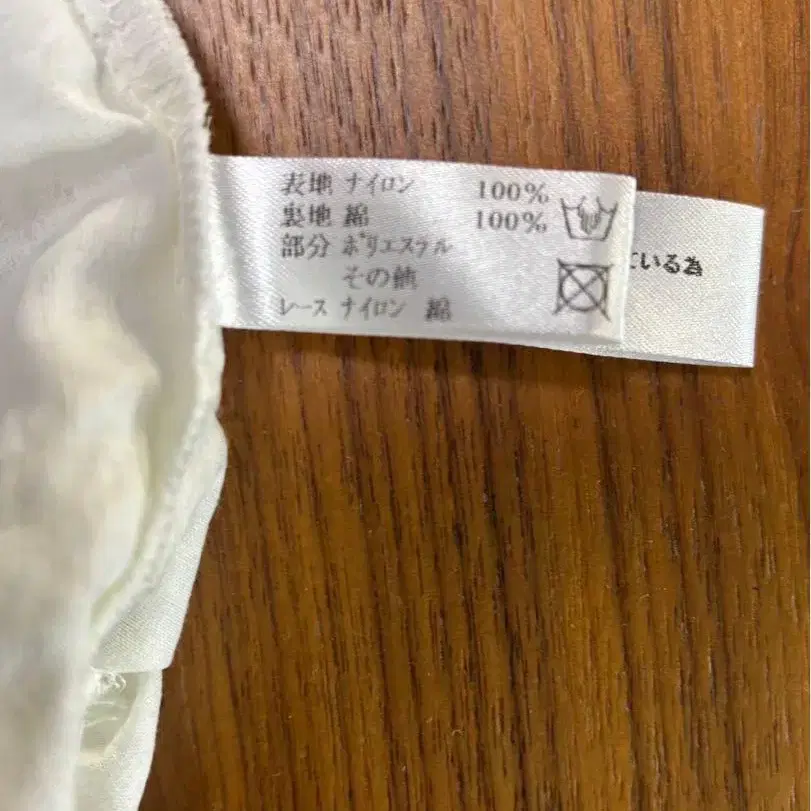 表地 ナイロン 100%
裏地 綿 100%
部分 ポリエステル
その他
レース ナイロン 綿
ている為